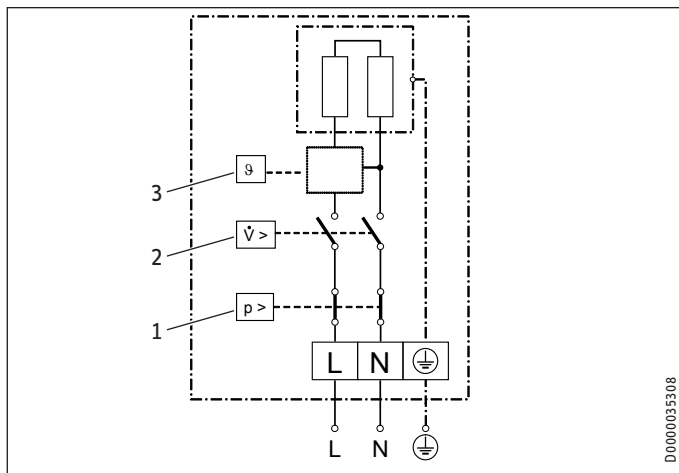 3 ϑ
2 V̇ >
1 p >
L N
L N
D0000035308